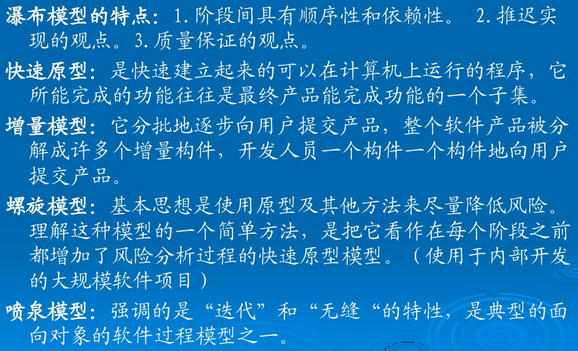 瀑布模型的特点：1.阶段间具有顺序性和依赖性。 2.推迟实
现的观点。3.质量保证的观点。
快速原型：是快速建立起来的可以在计算机上运行的程序，它
所能完成的功能往往是最终产品能完成功能的一个子集。
增量模型：它分批地逐步向用户提交产品，整个软件产品被分
解成许多个增量构件，开发人员一个构件一个构件地向用户
提交产品。
螺旋模型：基本思想是使用原型及其他方法来尽量降低风险。
理解这种模型的一个简单方法，是把它看作在每个阶段之前
都增加了风险分析过程的快速原型模型。（使用于内部开发
的大规模软件项目）
喷泉模型：强调的是“迭代”和“无缝“的特性，是典型的面
向对象的软件过程模型之一。